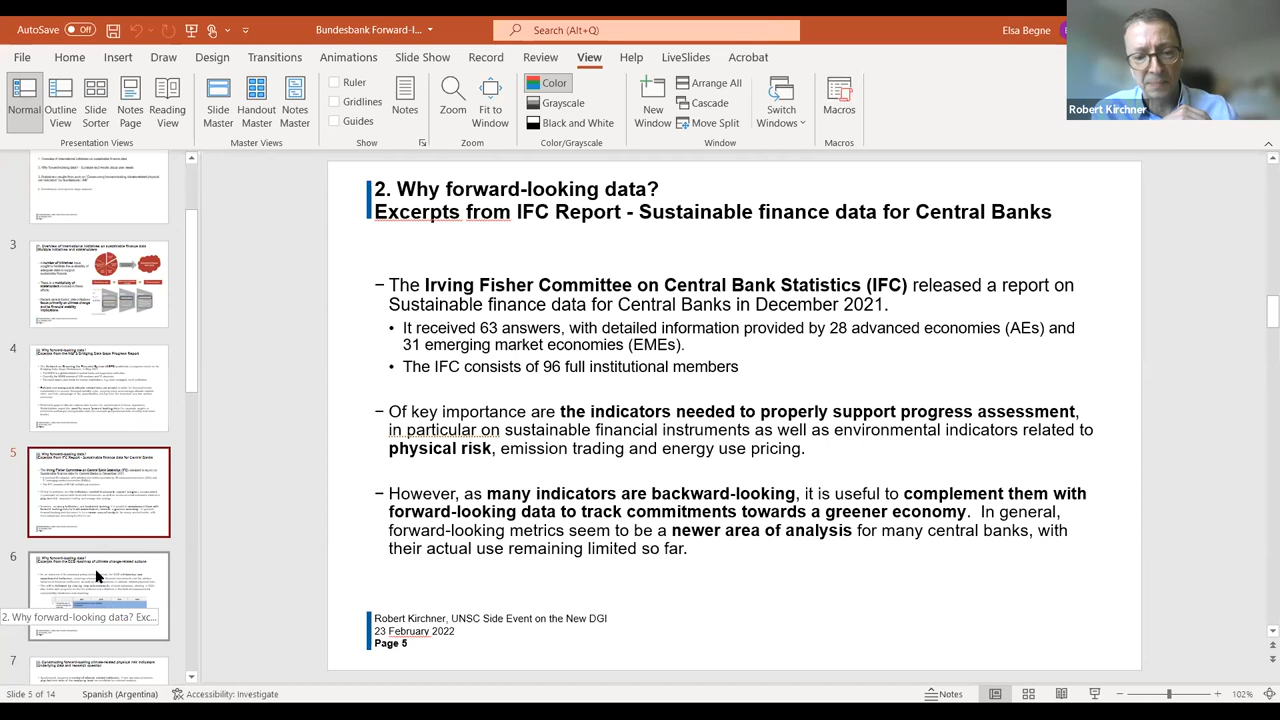 AutoSave Off
Bundesbank Forward-I...
Search (Alt+Q)
Elsa Begne
File Home Insert Draw Design Transitions Animations Slide Show Record Review View Help LiveSlides Acrobat
Normal
Outline View
Slide Sorter
Notes Page
Reading View
Presentation Views
Slide Master
Handout Master
Notes Master
Master Views
Ruler
Gridlines
Guides
Show
Notes
Zoom
Fit to Window
Zoom
Color
Grayscale
Black and White
Color/Grayscale
New Window
Arrange All
Cascade
Move Split
Switch Windows
Window
Macros
Macros
Robert Kirchner
3
4
5
6
2. Why forward-looking data? Exc...
7
2. Why forward-looking data?
Excerpts from IFC Report - Sustainable finance data for Central Banks
− The Irving Fisher Committee on Central Bank Statistics (IFC) released a report on
Sustainable finance data for Central Banks in December 2021.
• It received 63 answers, with detailed information provided by 28 advanced economies (AEs) and
31 emerging market economies (EMEs).
• The IFC consists of 96 full institutional members
− Of key importance are the indicators needed to properly support progress assessment,
in particular on sustainable financial instruments as well as environmental indicators related to
physical risk, emission trading and energy use pricing.
− However, as many indicators are backward-looking, it is useful to complement them with
forward-looking data to track commitments towards a greener economy. In general,
forward-looking metrics seem to be a newer area of analysis for many central banks, with
their actual use remaining limited so far.
Robert Kirchner, UNSC Side Event on the New DGI
23 February 2022
Page 5
Slide 5 of 14 Spanish (Argentina) Accessibility: Investigate
Notes
102%